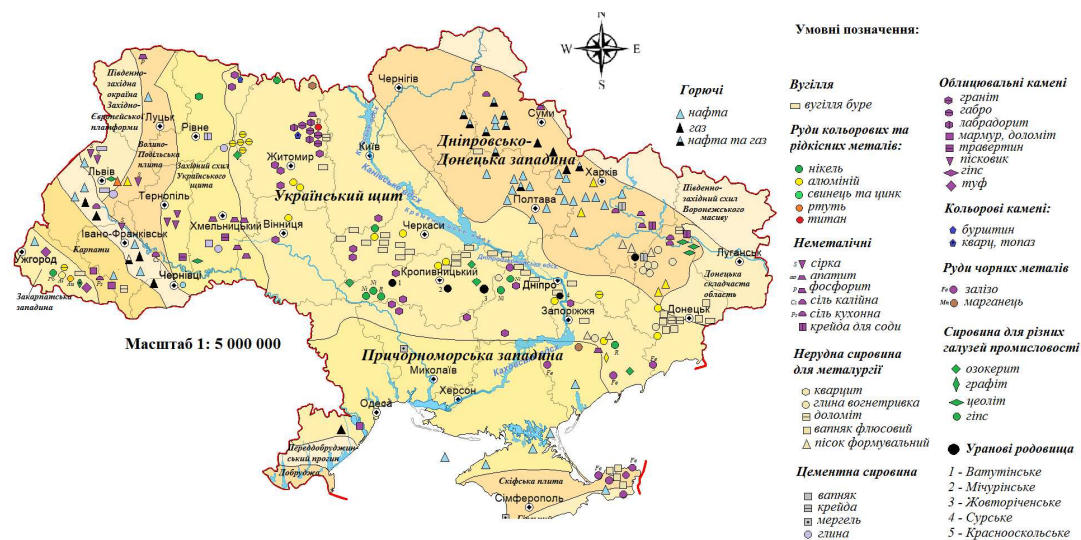 N
W
E
S
Умовні позначення:
Південно-
західна
окраїна
Західно-
Європейської
платформи
Волино-
Подільська
плита
Західний схил
Українського
щита
Український щит
Дніпровсько-
Донецька западина
Південно-
західний схил
Воронежського
масиву
Донецька
складчаста
область
Карпати
Закарпатська
западина
Причорноморська западина
Переддобруджин-
ський прогин
Добруджа
Скіфська плита
Луцьк
Рівне
Львів
Тернопіль
Івано-Франківськ
Ужгород
Чернівці
Хмельницький
Житомир
Вінниця
Київ
Чернігів
Суми
Харків
Полтава
Черкаси
Кропивницький
Дніпро
Запоріжжя
Донецьк
Луганськ
Миколаїв
Херсон
Одеса
Сімферополь
Масштаб 1: 5 000 000
Горючі
нафта
газ
нафта та газ
Вугілля
вугілля буре
Руди кольорових та
рідкісних металів:
нікель
алюміній
свинець та цинк
ртуть
титан
Неметалічні
сірка
апатит
фосфорит
сіль калійна
сіль кухонна
крейда для соди
Нерудна сировина
для металургії
кварцит
глина вогнетривка
доломіт
вапняк флюсовий
пісок формувальний
Цементна сировина
вапняк
крейда
мергель
глина
Облицювальні камені
граніт
габро
лабрадорит
мармур, доломіт
травертин
пісковик
гіпс
туф
Кольорові камені:
бурштин
кварц, топаз
Руди чорних металів
Fe залізо
Mn марганець
Сировина для різних
галузей промисловості
озокерит
графіт
цеоліт
гіпс
Уранові родовища
1 - Ватутінське
2 - Мічурінське
3 - Жовторіченське
4 - Сурське
5 - Краснооскольське